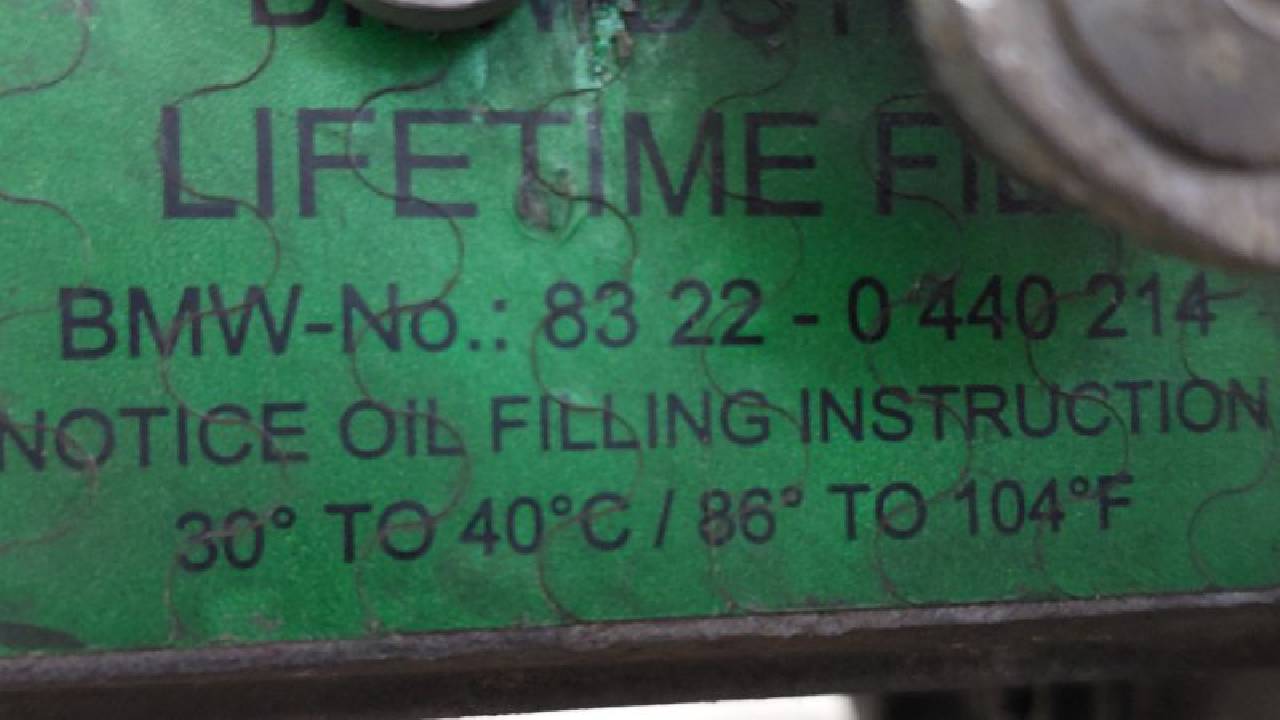 LIFETIME
BMW-No.: 83 22 - 0 440 214
NOTICE OIL FILLING INSTRUCTION
30° TO 40°C / 86° TO 104°F